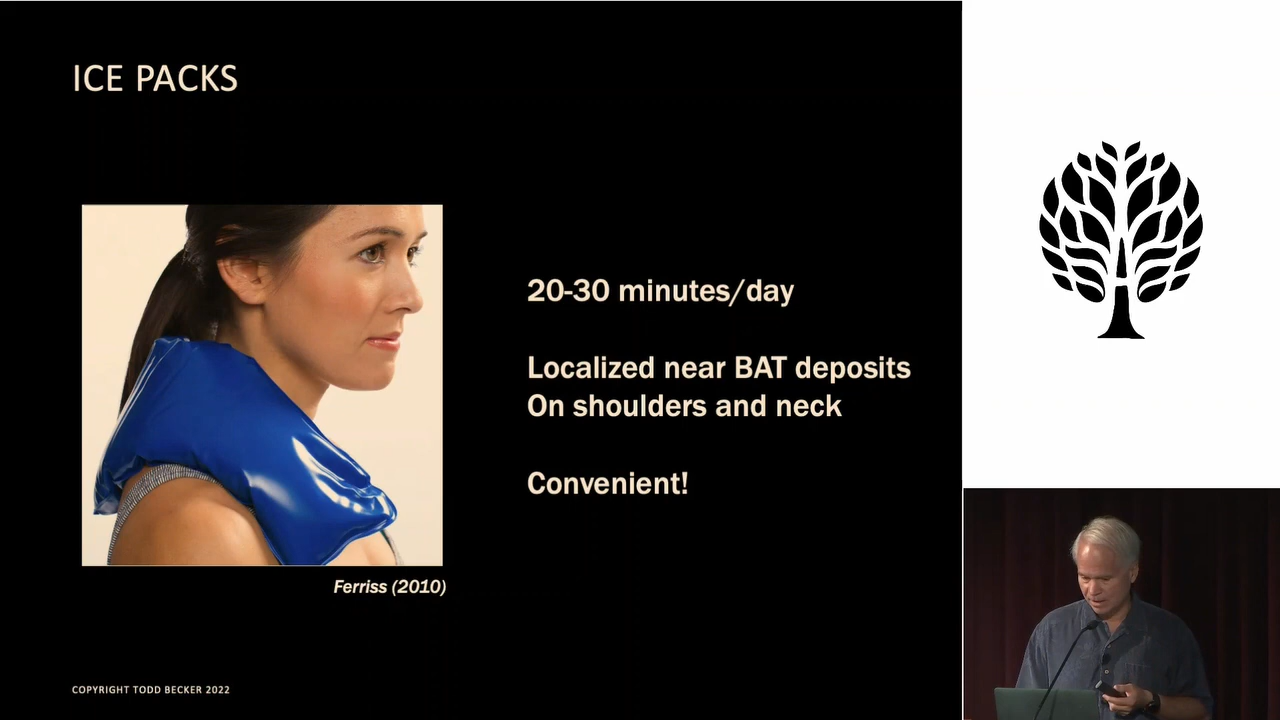 ICE PACKS
20-30 minutes/day
Localized near BAT deposits
On shoulders and neck
Convenient!
Ferriss (2010)
COPYRIGHT TODD BECKER 2022